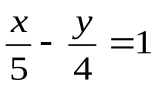 x/5 - y/4 = 1